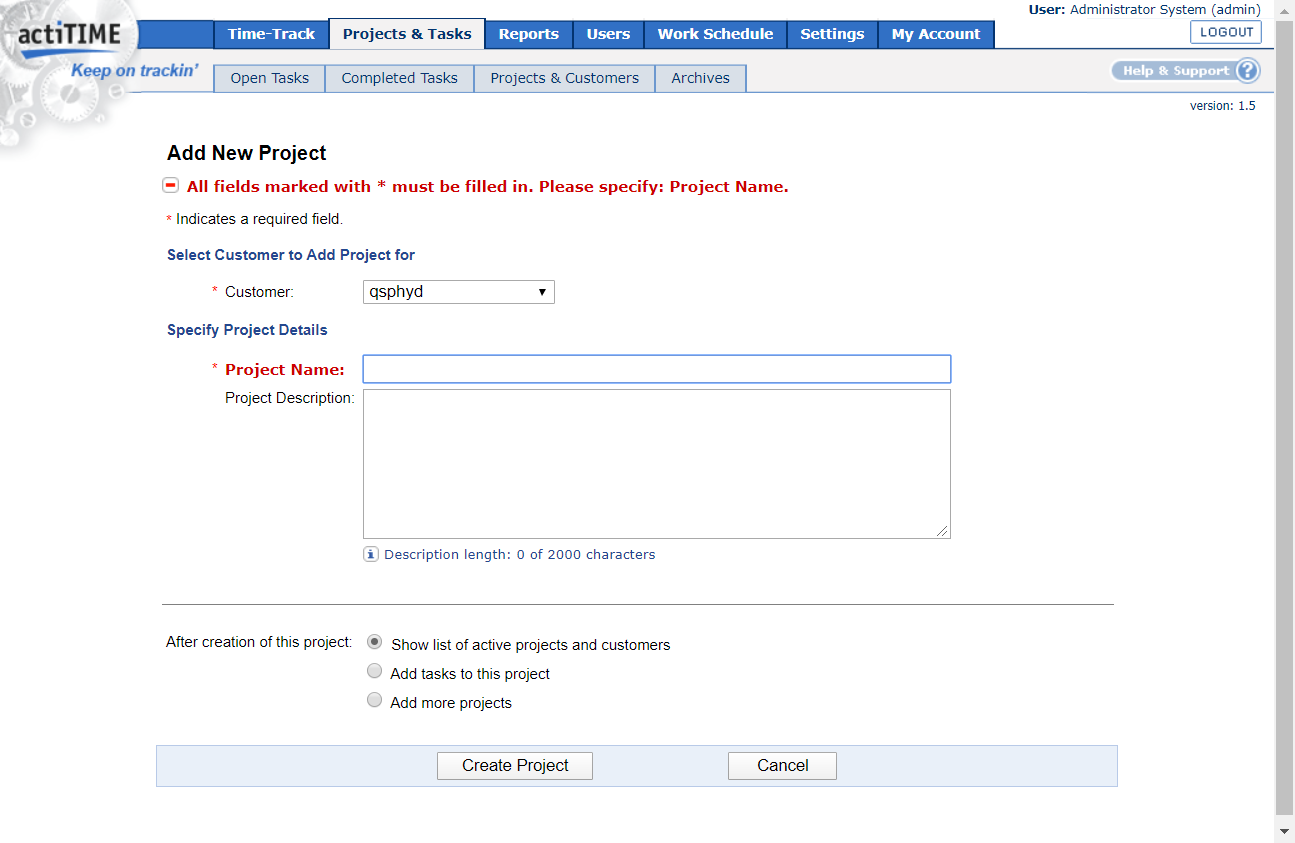 User: Administrator System (admin)
actiTIME
Time-Track Projects & Tasks Reports Users Work Schedule Settings My Account LOGOUT
Keep on trackin'
Open Tasks Completed Tasks Projects & Customers Archives Help & Support ?
version: 1.5
Add New Project
All fields marked with * must be filled in. Please specify: Project Name.
* Indicates a required field.
Select Customer to Add Project for
* Customer: qsphyd
Specify Project Details
* Project Name:
Project Description:
Description length: 0 of 2000 characters
After creation of this project: Show list of active projects and customers
Add tasks to this project
Add more projects
Create Project Cancel